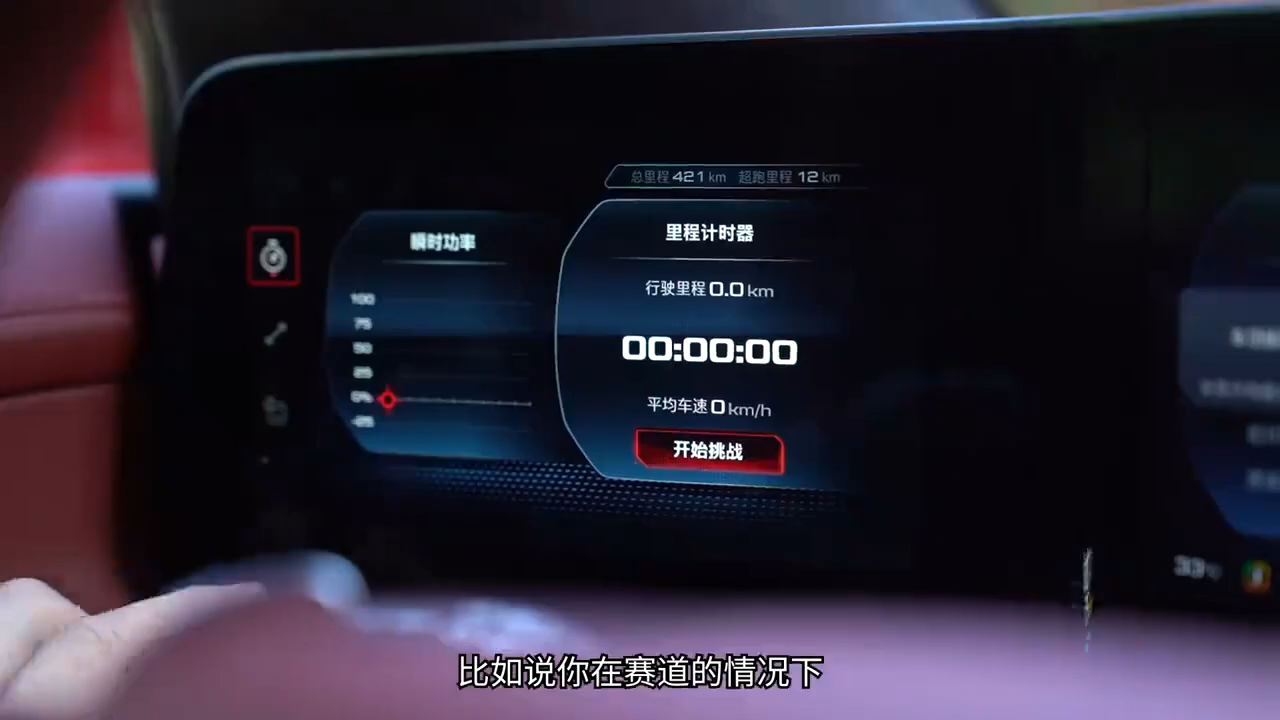 总里程 421 km 超跑里程 12 km
瞬时功率
100
75
50
25
0%
-25
里程计时器
行驶里程 0.0 km
00:00:00
平均车速 0 km/h
开始挑战
33
比如说你在赛道的情况下